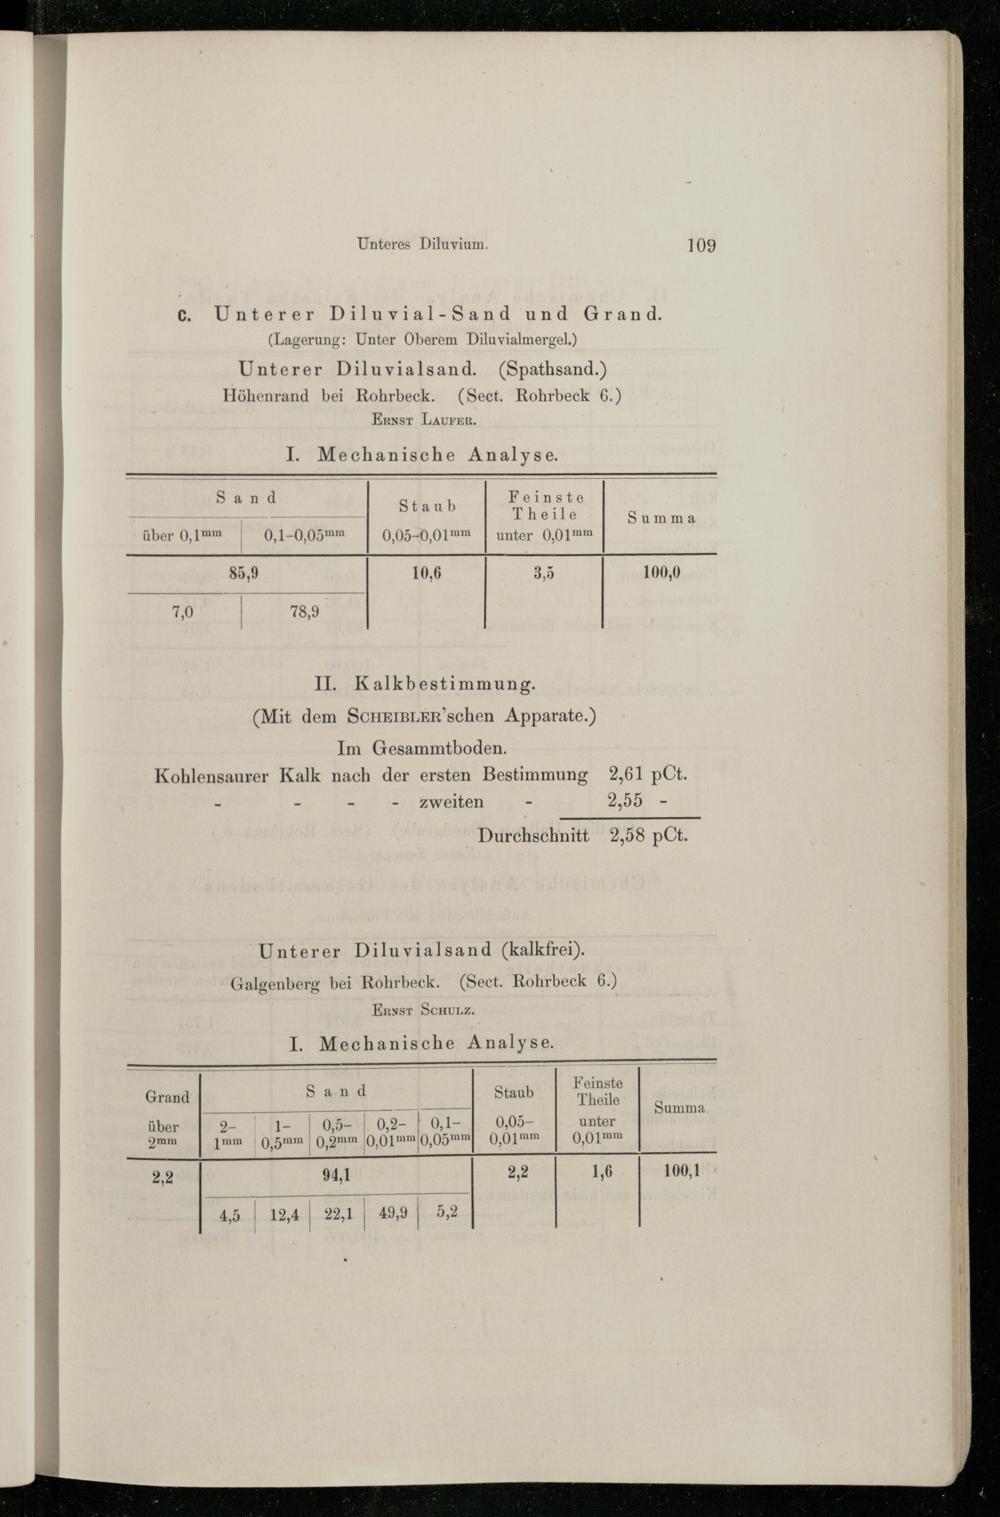 Unteres Diluvium. 109
c. Unterer Diluvial-Sand und Grand.
(Lagerung: Unter Oberem Diluvialmergel.)
Unterer Diluvialsand. (Spathsand.)
Höhenrand bei Rohrbeck. (Sect. Rohrbeck 6.)
ERNST LAUFER.
I. Mechanische Analyse.
Sand Staub Feinste Theile Summa
über 0,1mm 0,1-0,05mm 0,05-0,01mm unter 0,01mm
85,9 10,6 3,5 100,0
7,0 78,9
II. Kalkbestimmung.
(Mit dem SCHEIBLER'schen Apparate.)
Im Gesammtboden.
Kohlensaurer Kalk nach der ersten Bestimmung 2,61 pCt.
- - - - zweiten - 2,55 -
Durchschnitt 2,58 pCt.
Unterer Diluvialsand (kalkfrei).
Galgenberg bei Rohrbeck. (Sect. Rohrbeck 6.)
ERNST SCHULZ.
I. Mechanische Analyse.
Grand Sand Staub Feinste Theile Summa.
über 2mm 2-1mm 1-0,5mm 0,5-0,2mm 0,2-0,01mm 0,1-0,05mm 0,05-0,01mm unter 0,01mm
2,2 94,1 2,2 1,6 100,1
4,5 12,4 22,1 49,9 5,2